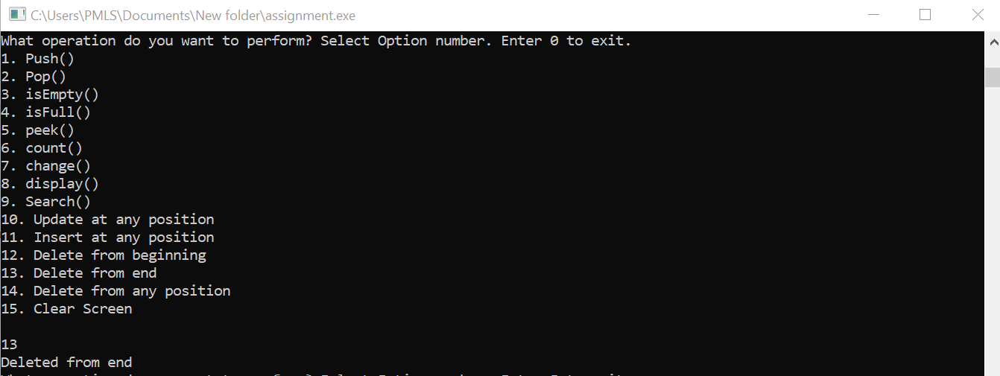 C:\Users\PMLS\Documents\New folder\assignment.exe
What operation do you want to perform? Select Option number. Enter 0 to exit.
1. Push()
2. Pop()
3. isEmpty()
4. isFull()
5. peek()
6. count()
7. change()
8. display()
9. Search()
10. Update at any position
11. Insert at any position
12. Delete from beginning
13. Delete from end
14. Delete from any position
15. Clear Screen
13
Deleted from end